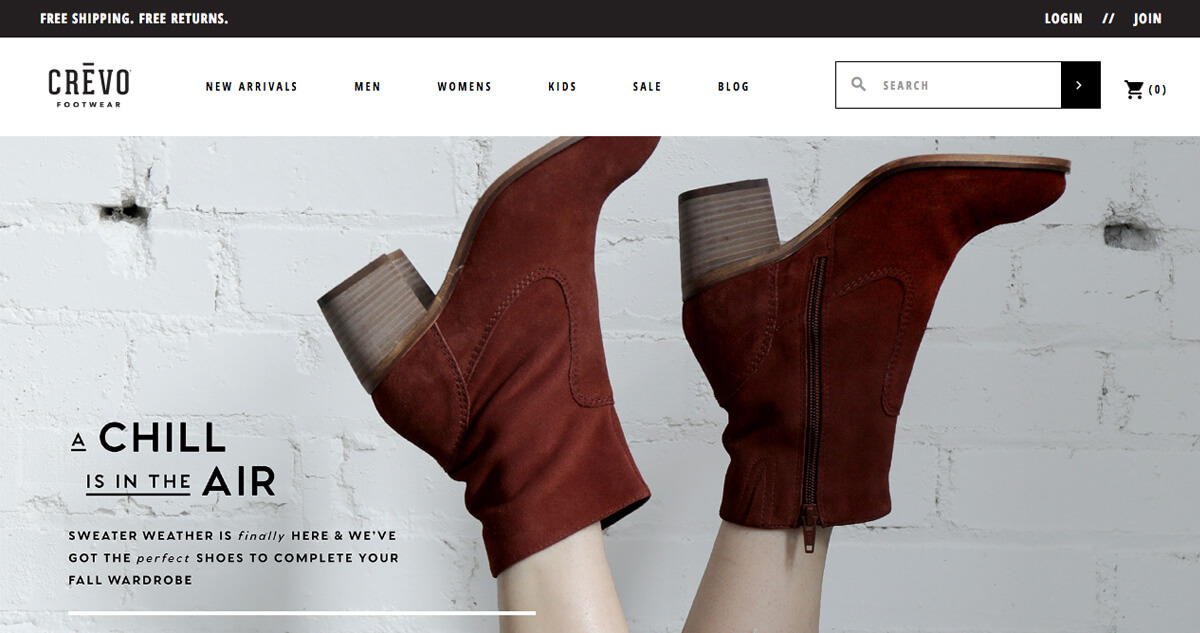 FREE SHIPPING. FREE RETURNS.
LOGIN // JOIN
CRĒVO
FOOTWEAR
NEW ARRIVALS MEN WOMENS KIDS SALE BLOG
SEARCH
(0)
A CHILL
IS IN THE AIR
SWEATER WEATHER IS finally HERE & WE'VE
GOT THE perfect SHOES TO COMPLETE YOUR
FALL WARDROBE